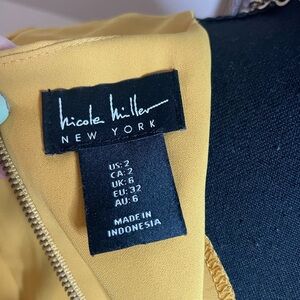 nicole miller
NEW YORK
US: 2
CA: 2
UK: 6
EU: 32
AU: 6
MADE IN
INDONESIA